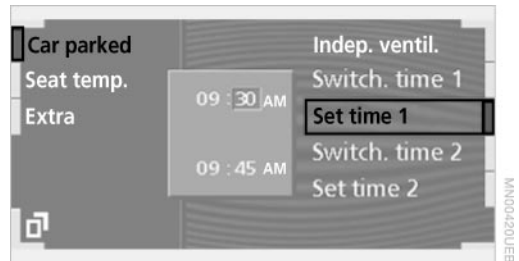 Car parked
Seat temp.
Extra
09 : 30 AM
09 : 45 AM
Indep. ventil.
Switch. time 1
Set time 1
Switch. time 2
Set time 2
MN00420UEB